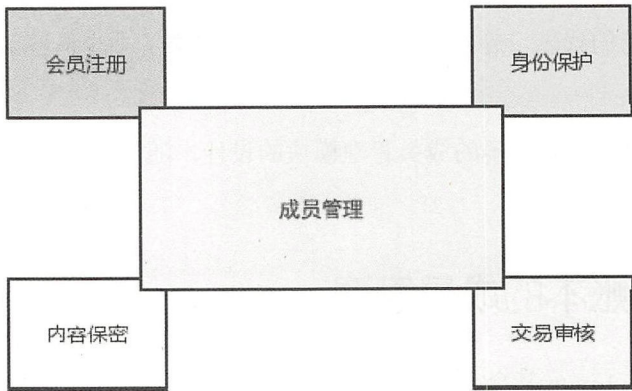 会员注册
身份保护
成员管理
内容保密
交易审核